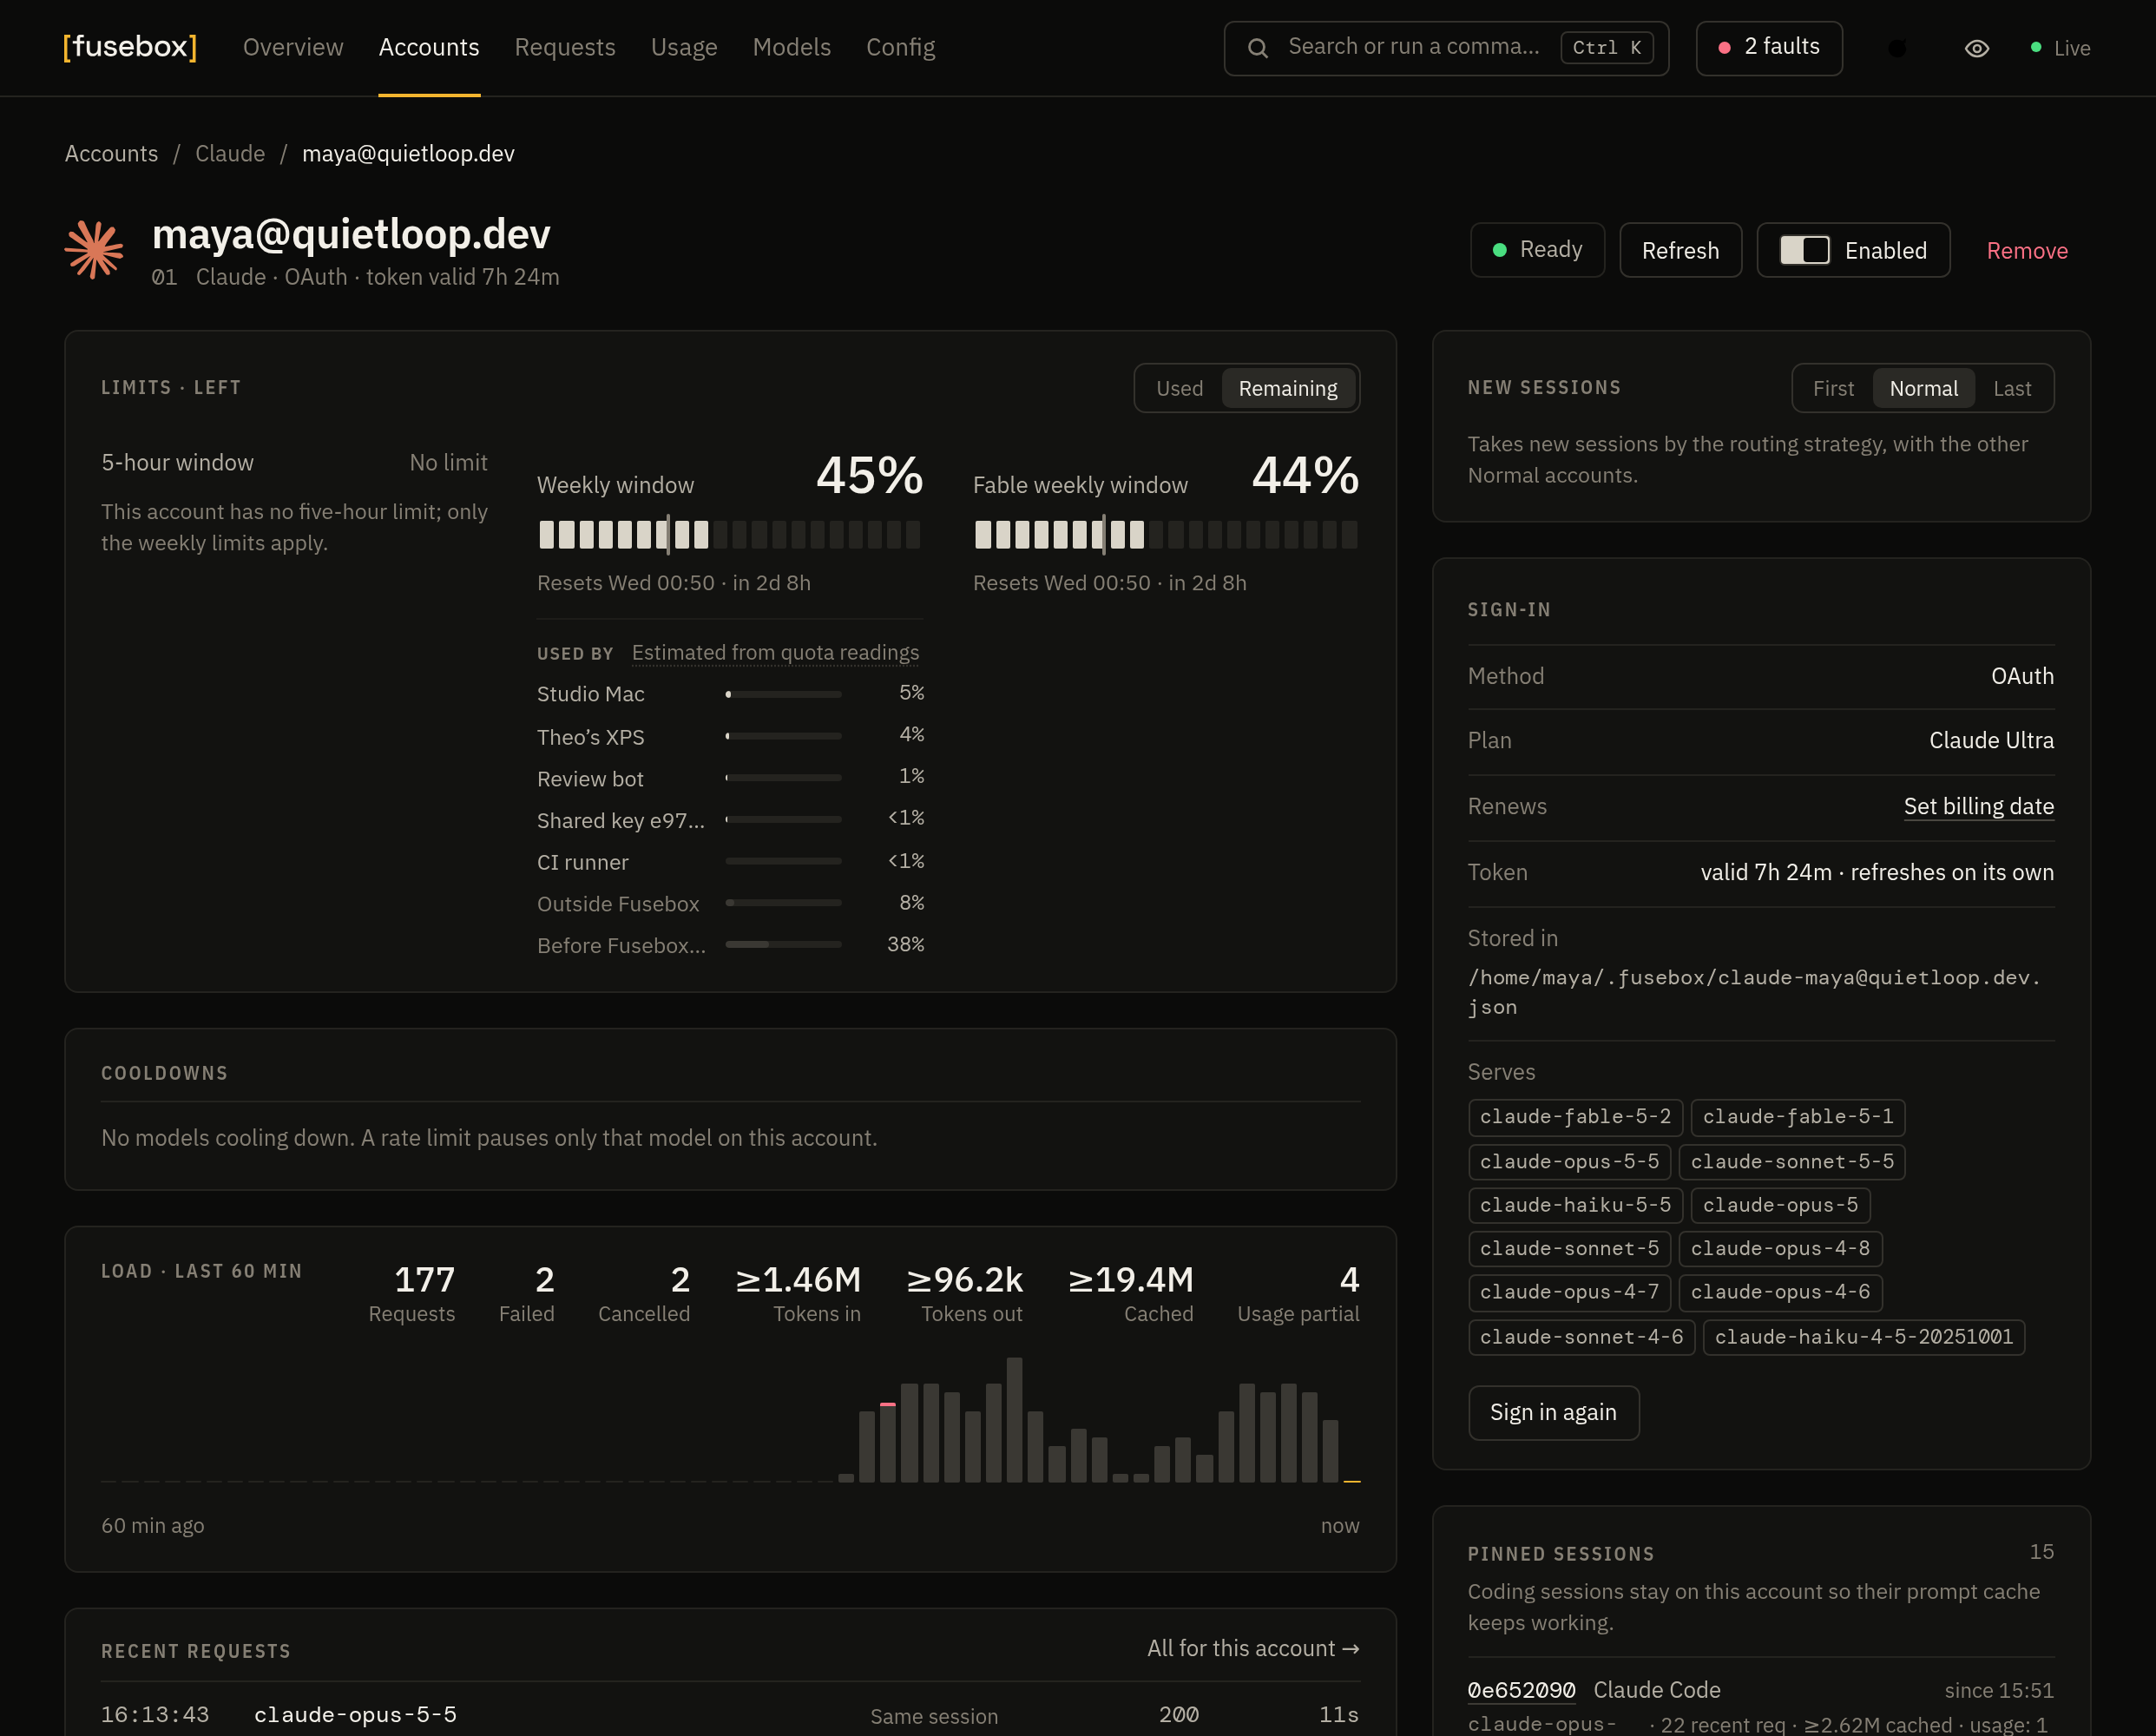 [fusebox] Overview Accounts Requests Usage Models Config Search or run a comma... Ctrl K 2 faults Live
Accounts / Claude / maya@quietloop.dev
maya@quietloop.dev
01 Claude · OAuth · token valid 7h 24m
Ready Refresh Enabled Remove
LIMITS · LEFT Used Remaining
5-hour window No limit
This account has no five-hour limit; only
the weekly limits apply.
Weekly window 45%
Resets Wed 00:50 · in 2d 8h
Fable weekly window 44%
Resets Wed 00:50 · in 2d 8h
USED BY Estimated from quota readings
Studio Mac 5%
Theo’s XPS 4%
Review bot 1%
Shared key e97... <1%
CI runner <1%
Outside Fusebox 8%
Before Fusebox... 38%
COOLDOWNS
No models cooling down. A rate limit pauses only that model on this account.
LOAD · LAST 60 MIN
177 2 2 ≥1.46M ≥96.2k ≥19.4M 4
Requests Failed Cancelled Tokens in Tokens out Cached Usage partial
60 min ago now
RECENT REQUESTS All for this account →
16:13:43 claude-opus-5-5 Same session 200 11s
NEW SESSIONS First Normal Last
Takes new sessions by the routing strategy, with the other
Normal accounts.
SIGN-IN
Method OAuth
Plan Claude Ultra
Renews Set billing date
Token valid 7h 24m · refreshes on its own
Stored in
/home/maya/.fusebox/claude-maya@quietloop.dev.
json
Serves
claude-fable-5-2 claude-fable-5-1
claude-opus-5-5 claude-sonnet-5-5
claude-haiku-5-5 claude-opus-5
claude-sonnet-5 claude-opus-4-8
claude-opus-4-7 claude-opus-4-6
claude-sonnet-4-6 claude-haiku-4-5-20251001
Sign in again
PINNED SESSIONS 15
Coding sessions stay on this account so their prompt cache
keeps working.
0e652090 Claude Code since 15:51
claude-opus- · 22 recent req · ≥2.62M cached · usage: 1